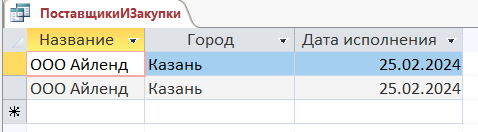 ПоставщикиИЗакупки
Название Город Дата исполнения
ООО Айленд Казань 25.02.2024
ООО Айленд Казань 25.02.2024